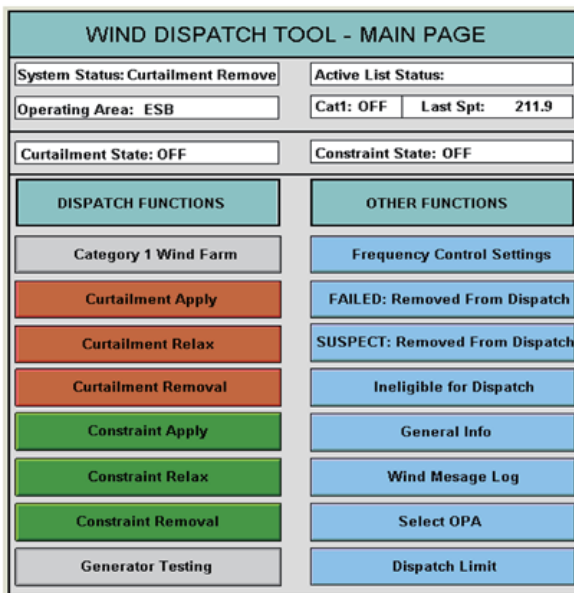 WIND DISPATCH TOOL - MAIN PAGE
System Status: Curtailment Remove
Active List Status:
Operating Area: ESB
Cat1: OFF
Last Spt: 211.9
Curtailment State: OFF
Constraint State: OFF
DISPATCH FUNCTIONS
OTHER FUNCTIONS
Category 1 Wind Farm
Frequency Control Settings
Curtailment Apply
FAILED: Removed From Dispatch
Curtailment Relax
SUSPECT: Removed From Dispatch
Curtailment Removal
Ineligible for Dispatch
Constraint Apply
General Info
Constraint Relax
Wind Mesage Log
Constraint Removal
Select OPA
Generator Testing
Dispatch Limit